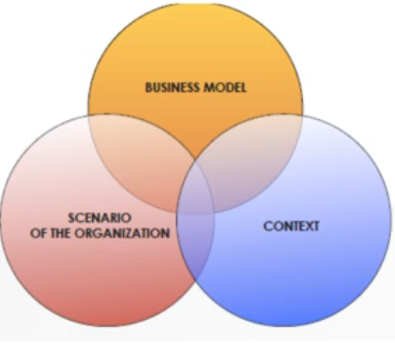 BUSINESS MODEL
SCENARIO
OF THE ORGANIZATION
CONTEXT